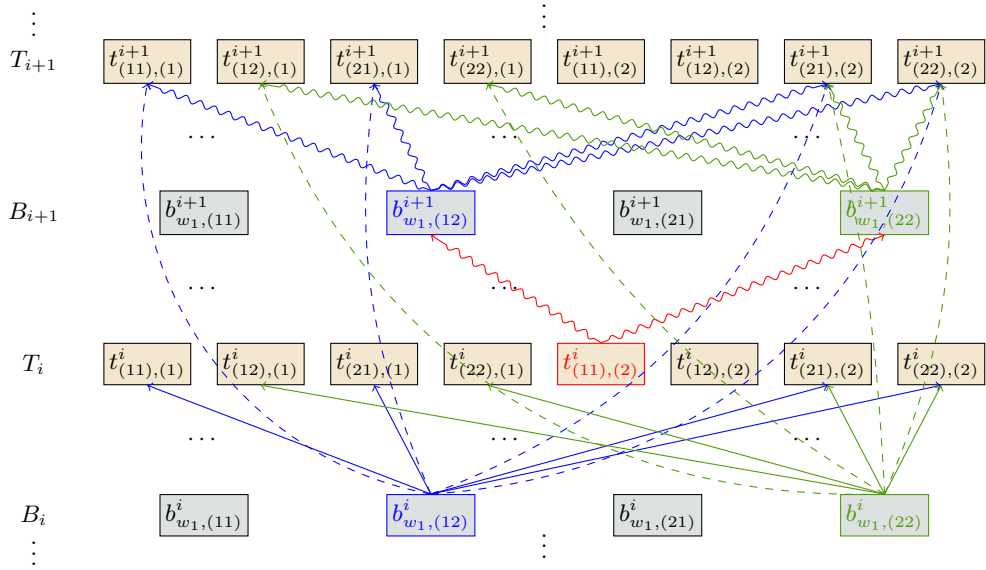 ⋮ ⋮
T_{i+1} t^{i+1}_{(11),(1)} t^{i+1}_{(12),(1)} t^{i+1}_{(21),(1)} t^{i+1}_{(22),(1)} t^{i+1}_{(11),(2)} t^{i+1}_{(12),(2)} t^{i+1}_{(21),(2)} t^{i+1}_{(22),(2)}
⋯ ⋯ ⋯
B_{i+1} b^{i+1}_{w_1,(11)} b^{i+1}_{w_1,(12)} b^{i+1}_{w_1,(21)} b^{i+1}_{w_1,(22)}
⋯ ⋯ ⋯
T_i t^i_{(11),(1)} t^i_{(12),(1)} t^i_{(21),(1)} t^i_{(22),(1)} t^i_{(11),(2)} t^i_{(12),(2)} t^i_{(21),(2)} t^i_{(22),(2)}
⋯ ⋯ ⋯
B_i b^i_{w_1,(11)} b^i_{w_1,(12)} b^i_{w_1,(21)} b^i_{w_1,(22)}
⋮ ⋮